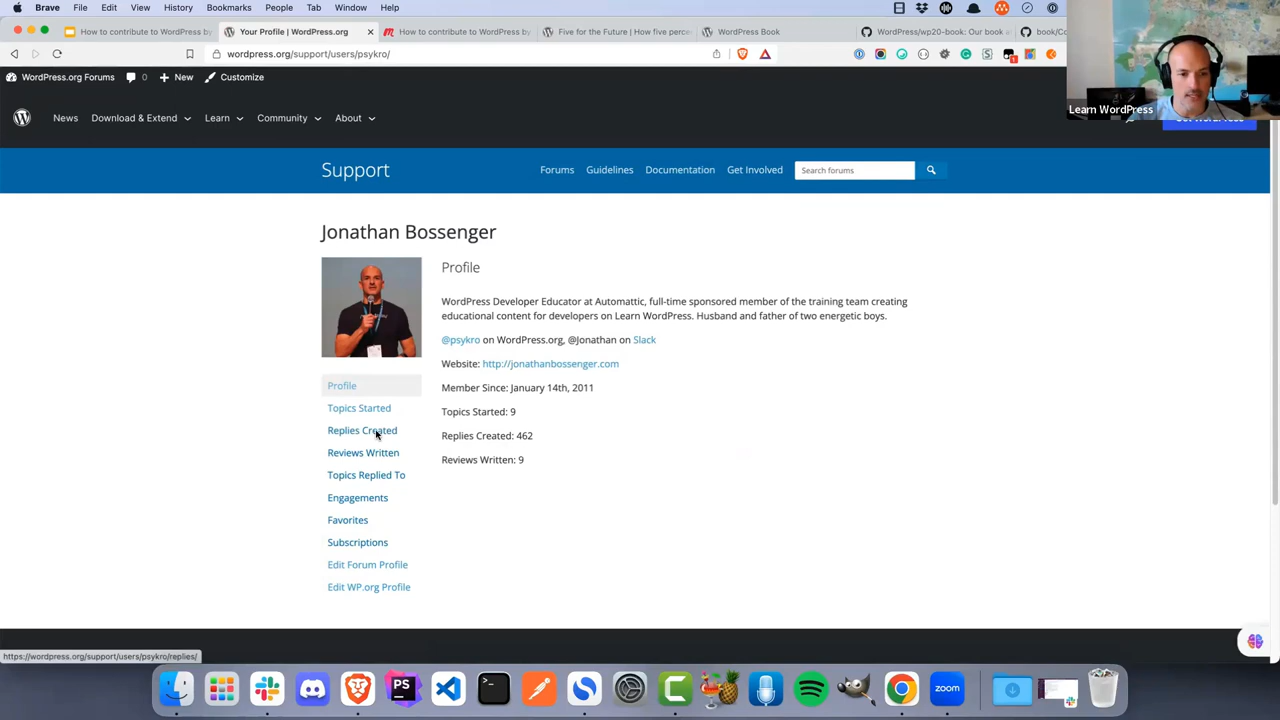 Brave File Edit View History Bookmarks People Tab Window Help
How to contribute to WordPress by
Your Profile | WordPress.org
How to contribute to WordPress by
Five for the Future | How five perce
WordPress Book
WordPress/wp20-book: Our book
wordpress.org/support/users/psykro/
WordPress.org Forums 0 New Customize
Learn WordPress
News Download & Extend Learn Community About
Support
Forums Guidelines Documentation Get Involved Search forums
Jonathan Bossenger
Profile
WordPress Developer Educator at Automattic, full-time sponsored member of the training team creating
educational content for developers on Learn WordPress. Husband and father of two energetic boys.
@psykro on WordPress.org, @Jonathan on Slack
Website: http://jonathanbossenger.com
Member Since: January 14th, 2011
Topics Started: 9
Replies Created: 462
Reviews Written: 9
Profile
Topics Started
Replies Created
Reviews Written
Topics Replied To
Engagements
Favorites
Subscriptions
Edit Forum Profile
Edit WP.org Profile
https://wordpress.org/support/users/psykro/replies/
PS
zoom